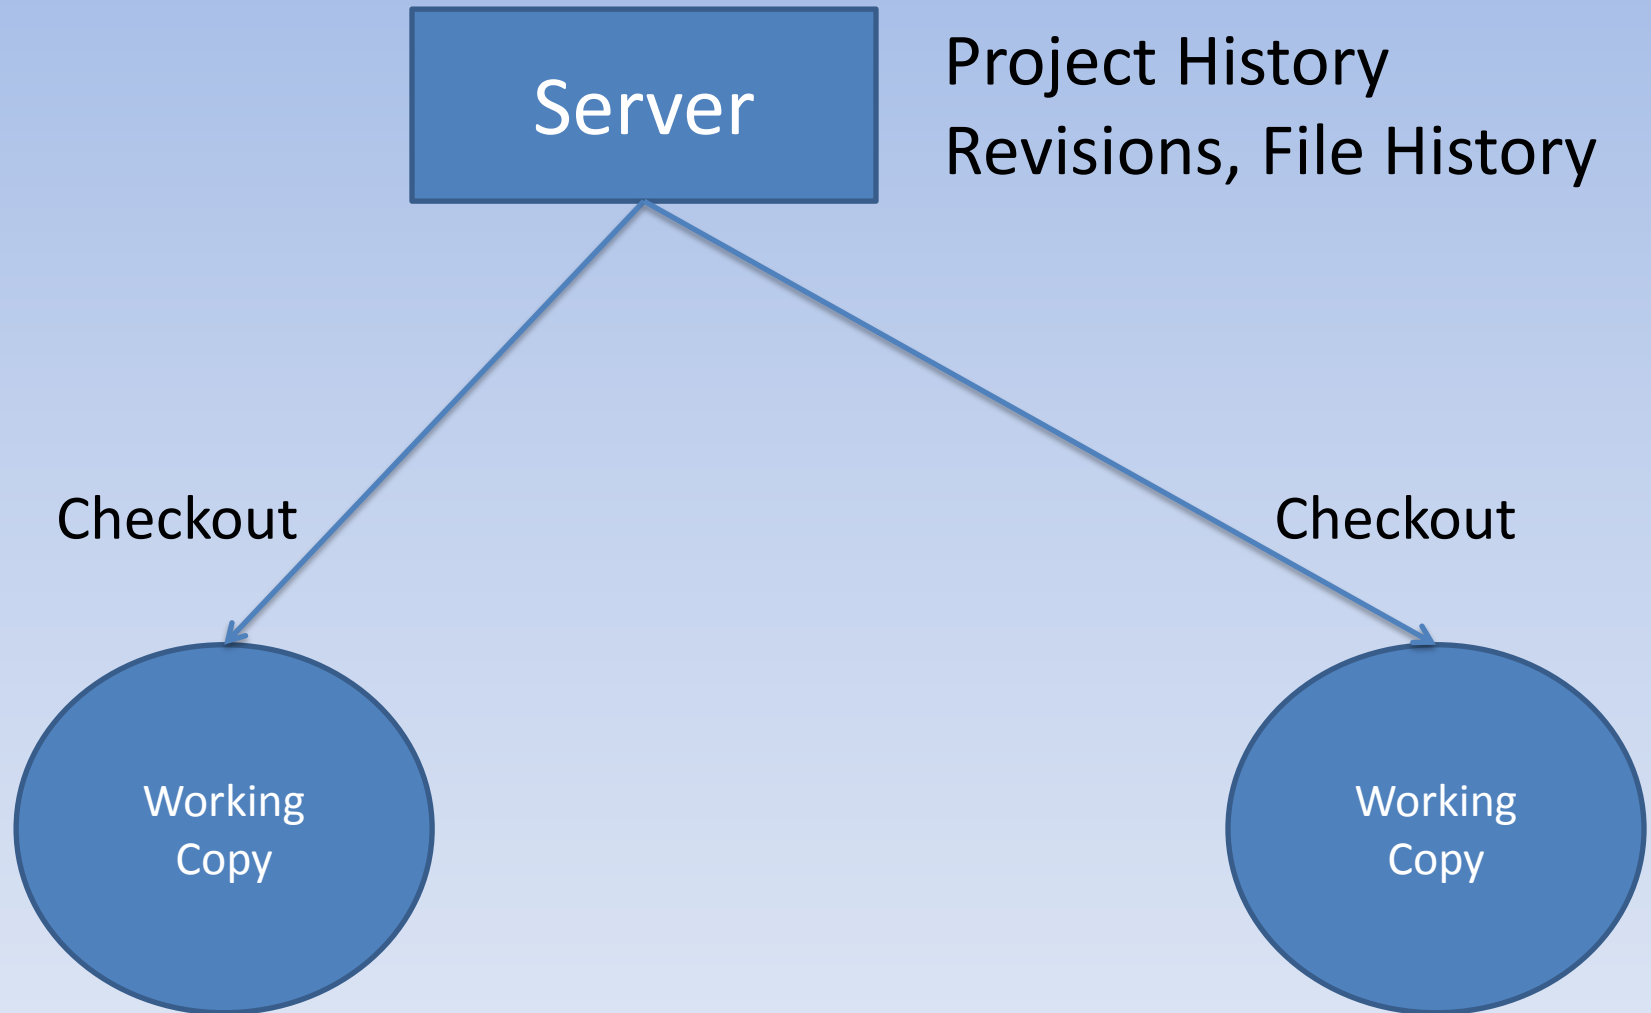 Server
Project History
Revisions, File History
Checkout
Checkout
Working
Copy
Working
Copy